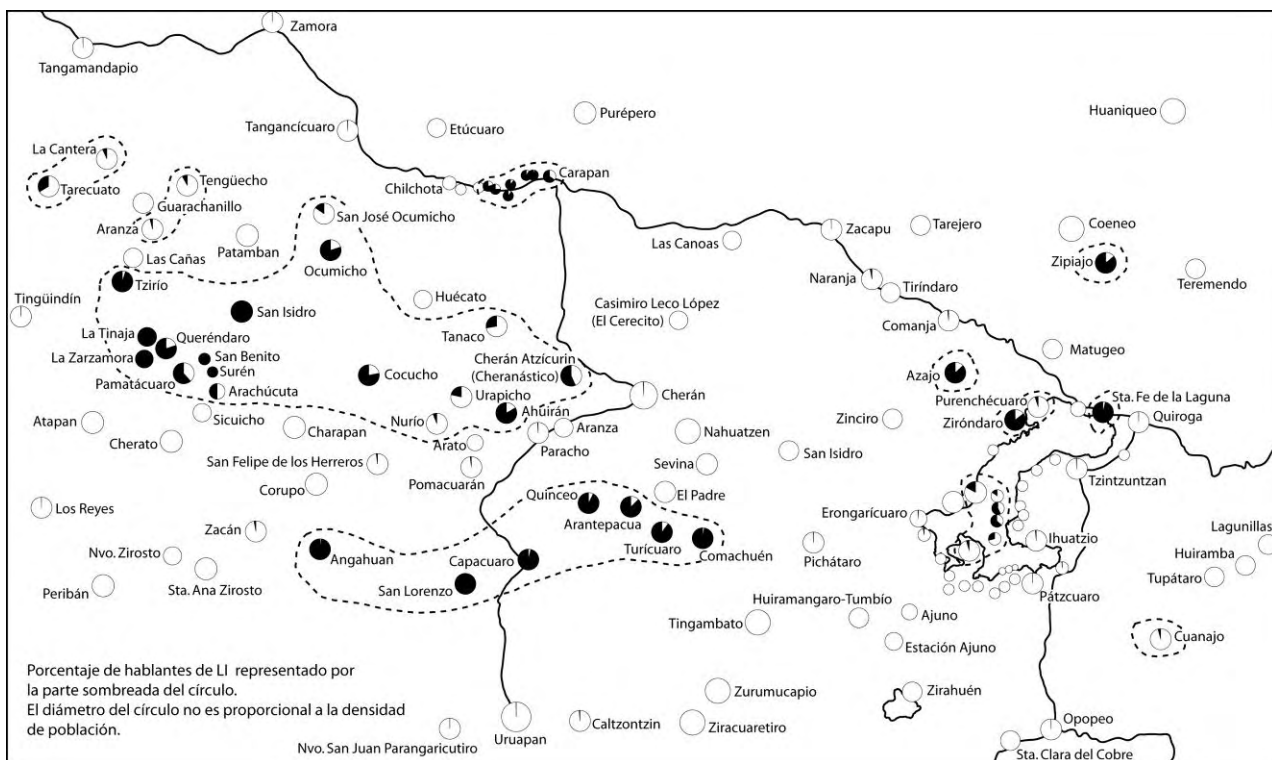 Zamora
Tangamandapio
Purépero
Huaniqueo
Tangancícuaro
Etúcuaro
La Cantera
Carapan
Tarecuato
Tengüecho
Chilchota
Guarachanillo
San José Ocumicho
Aranza
Patamban
Las Canoas
Zacapu
Tarejero
Coeneo
Las Cañas
Ocumicho
Zipiajo
Tzirío
Naranja
Teremendo
Tingüindín
San Isidro
Huécato
Casimiro Leco López
(El Cerecito)
Tiríndaro
La Tinaja
Queréndaro
Tanaco
Comanja
La Zarzamora
San Benito
Surén
Cherán Atzícurin
(Cheranástico)
Matugeo
Pamatácuaro
Arachúcuta
Cocucho
Urapicho
Cherán
Azajo
Purenchécuaro
Sta. Fe de la Laguna
Atapan
Sicuicho
Nurío
Ahuirán
Aranza
Zinciro
Ziróndaro
Quiroga
Cherato
Charapan
Arato
Paracho
Nahuatzen
San Isidro
San Felipe de los Herreros
Pomacuarán
Sevina
Tzintzuntzan
Corupo
Quinceo
El Padre
Los Reyes
Arantepacua
Erongarícuaro
Zacán
Turícuaro
Comachuén
Ihuatzio
Lagunillas
Nvo. Zirosto
Angahuan
Capacuaro
Pichátaro
Huiramba
Peribán
Sta. Ana Zirosto
San Lorenzo
Tupátaro
Huiramangaro-Tumbío
Pátzcuaro
Tingambato
Ajuno
Estación Ajuno
Cuanajo
Porcentaje de hablantes de LI representado por
la parte sombreada del círculo.
El diámetro del círculo no es proporcional a la densidad
de población.
Zurumucapio
Zirahuén
Uruapan
Caltzontzin
Ziracuaretiro
Opopeo
Nvo. San Juan Parangaricutiro
Sta. Clara del Cobre